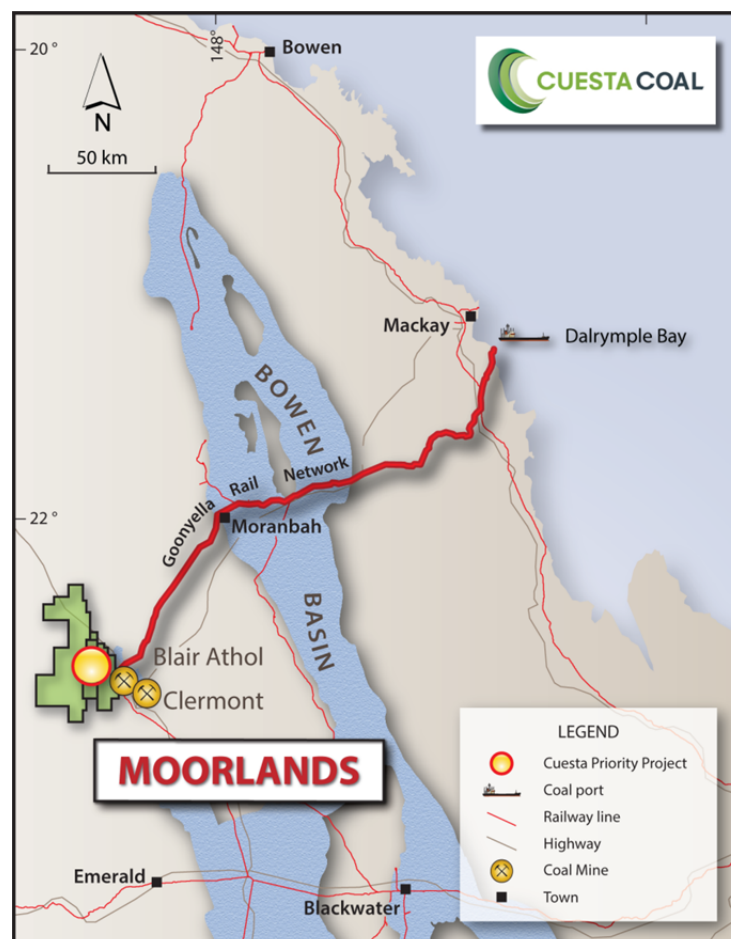 20°
148°
Bowen
CUESTA COAL
N
50 km
Mackay
Dalrymple Bay
BOWEN
Goonyella Rail Network
22°
Moranbah
BASIN
Blair Athol
Clermont
MOORLANDS
LEGEND
Cuesta Priority Project
Coal port
Railway line
Highway
Coal Mine
Town
Emerald
Blackwater